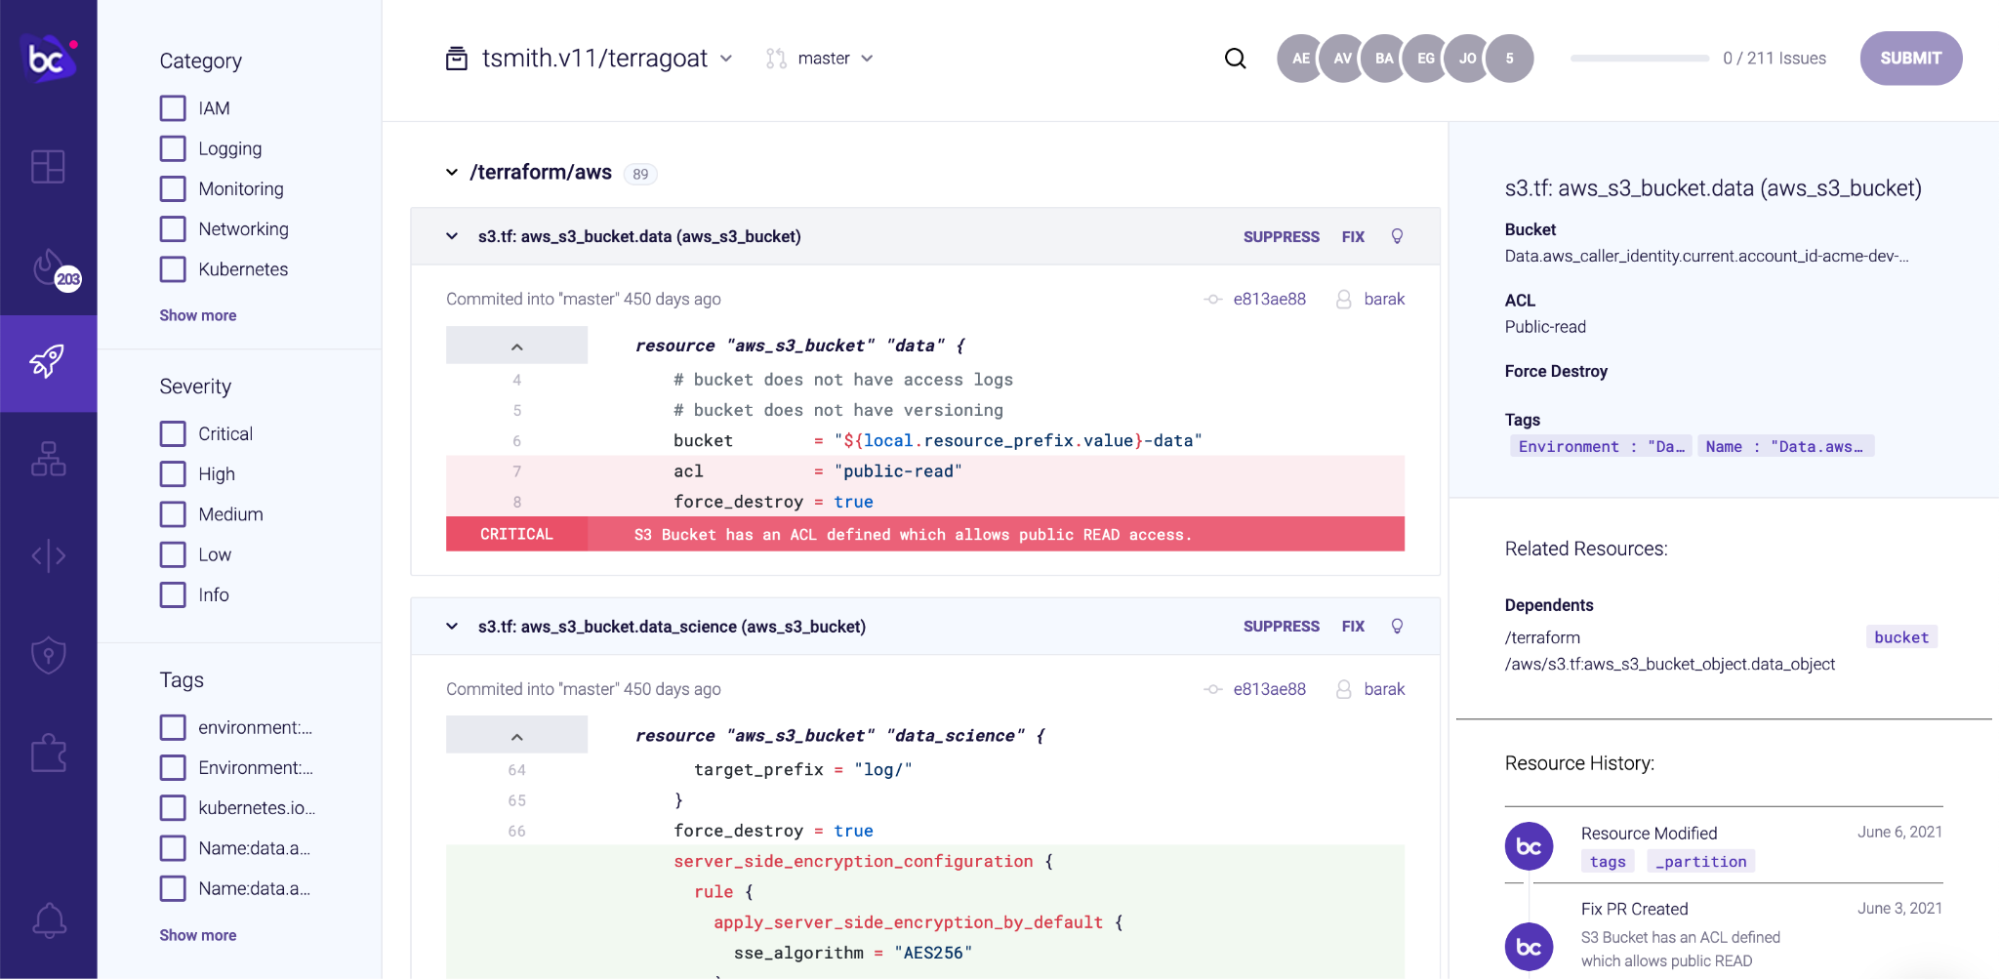 bc
203
Category
IAM
Logging
Monitoring
Networking
Kubernetes
Show more
Severity
Critical
High
Medium
Low
Info
Tags
environment:...
Environment:...
kubernetes.io...
Name:data.a...
Name:data.a...
Show more
tsmith.v11/terragoat
master
AE AV BA EG JO 5
0 / 211 Issues
SUBMIT
/terraform/aws 89
s3.tf: aws_s3_bucket.data (aws_s3_bucket) SUPPRESS FIX
Commited into "master" 450 days ago e813ae88 barak
resource "aws_s3_bucket" "data" {
4 # bucket does not have access logs
5 # bucket does not have versioning
6 bucket = "${local.resource_prefix.value}-data"
7 acl = "public-read"
8 force_destroy = true
CRITICAL S3 Bucket has an ACL defined which allows public READ access.
s3.tf: aws_s3_bucket.data_science (aws_s3_bucket) SUPPRESS FIX
Commited into "master" 450 days ago e813ae88 barak
resource "aws_s3_bucket" "data_science" {
64 target_prefix = "log/"
65 }
66 force_destroy = true
server_side_encryption_configuration {
rule {
apply_server_side_encryption_by_default {
sse_algorithm = "AES256"
s3.tf: aws_s3_bucket.data (aws_s3_bucket)
Bucket
Data.aws_caller_identity.current.account_id-acme-dev-...
ACL
Public-read
Force Destroy
Tags
Environment : "Da... Name : "Data.aws...
Related Resources:
Dependents
/terraform bucket
/aws/s3.tf:aws_s3_bucket_object.data_object
Resource History:
bc
Resource Modified June 6, 2021
tags _partition
bc
Fix PR Created June 3, 2021
S3 Bucket has an ACL defined
which allows public READ